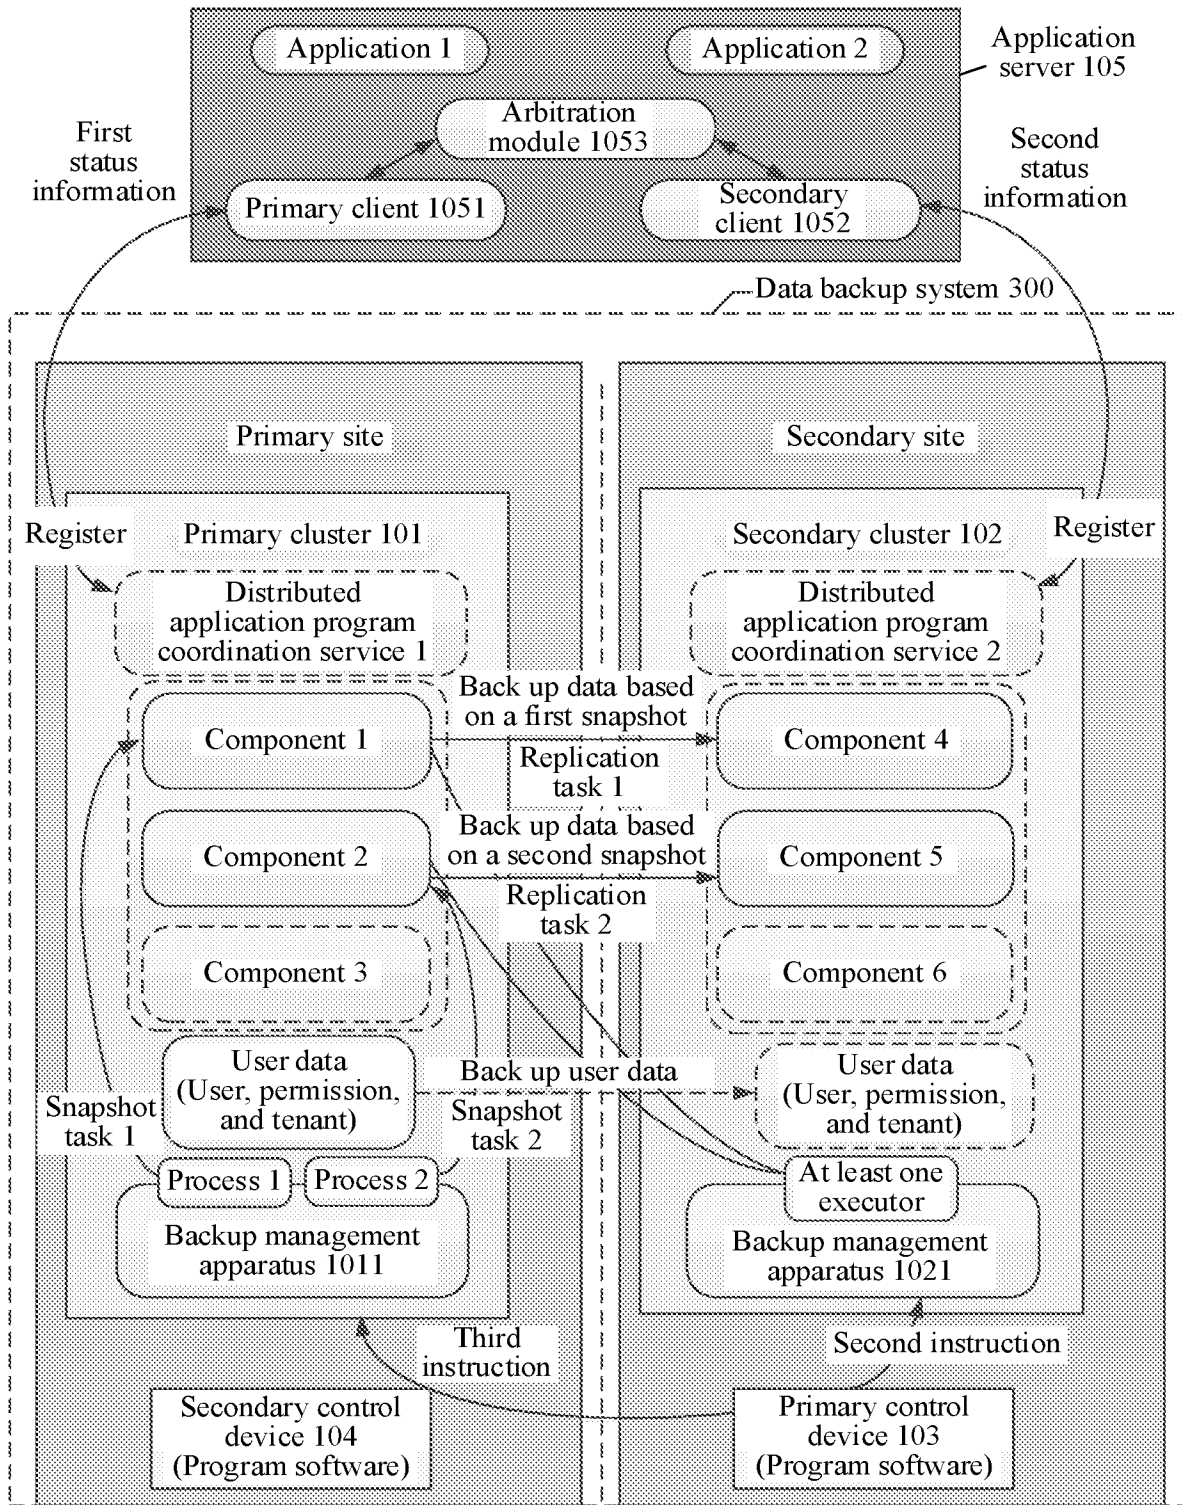 Application 1
Application 2
Application
server 105
Arbitration
module 1053
First
status
information
Second
status
information
Primary client 1051
Secondary
client 1052
Data backup system 300
Primary site
Secondary site
Register
Primary cluster 101
Secondary cluster 102
Register
Distributed
application program
coordination service 1
Distributed
application program
coordination service 2
Back up data based
on a first snapshot
Component 1
Component 4
Replication
task 1
Back up data based
on a second snapshot
Component 2
Component 5
Replication
task 2
Component 3
Component 6
User data
(User, permission,
and tenant)
Back up user data
User data
(User, permission,
and tenant)
Snapshot
task 1
Snapshot
task 2
Process 1
Process 2
At least one
executor
Backup management
apparatus 1011
Backup management
apparatus 1021
Third
instruction
Second instruction
Secondary control
device 104
(Program software)
Primary control
device 103
(Program software)